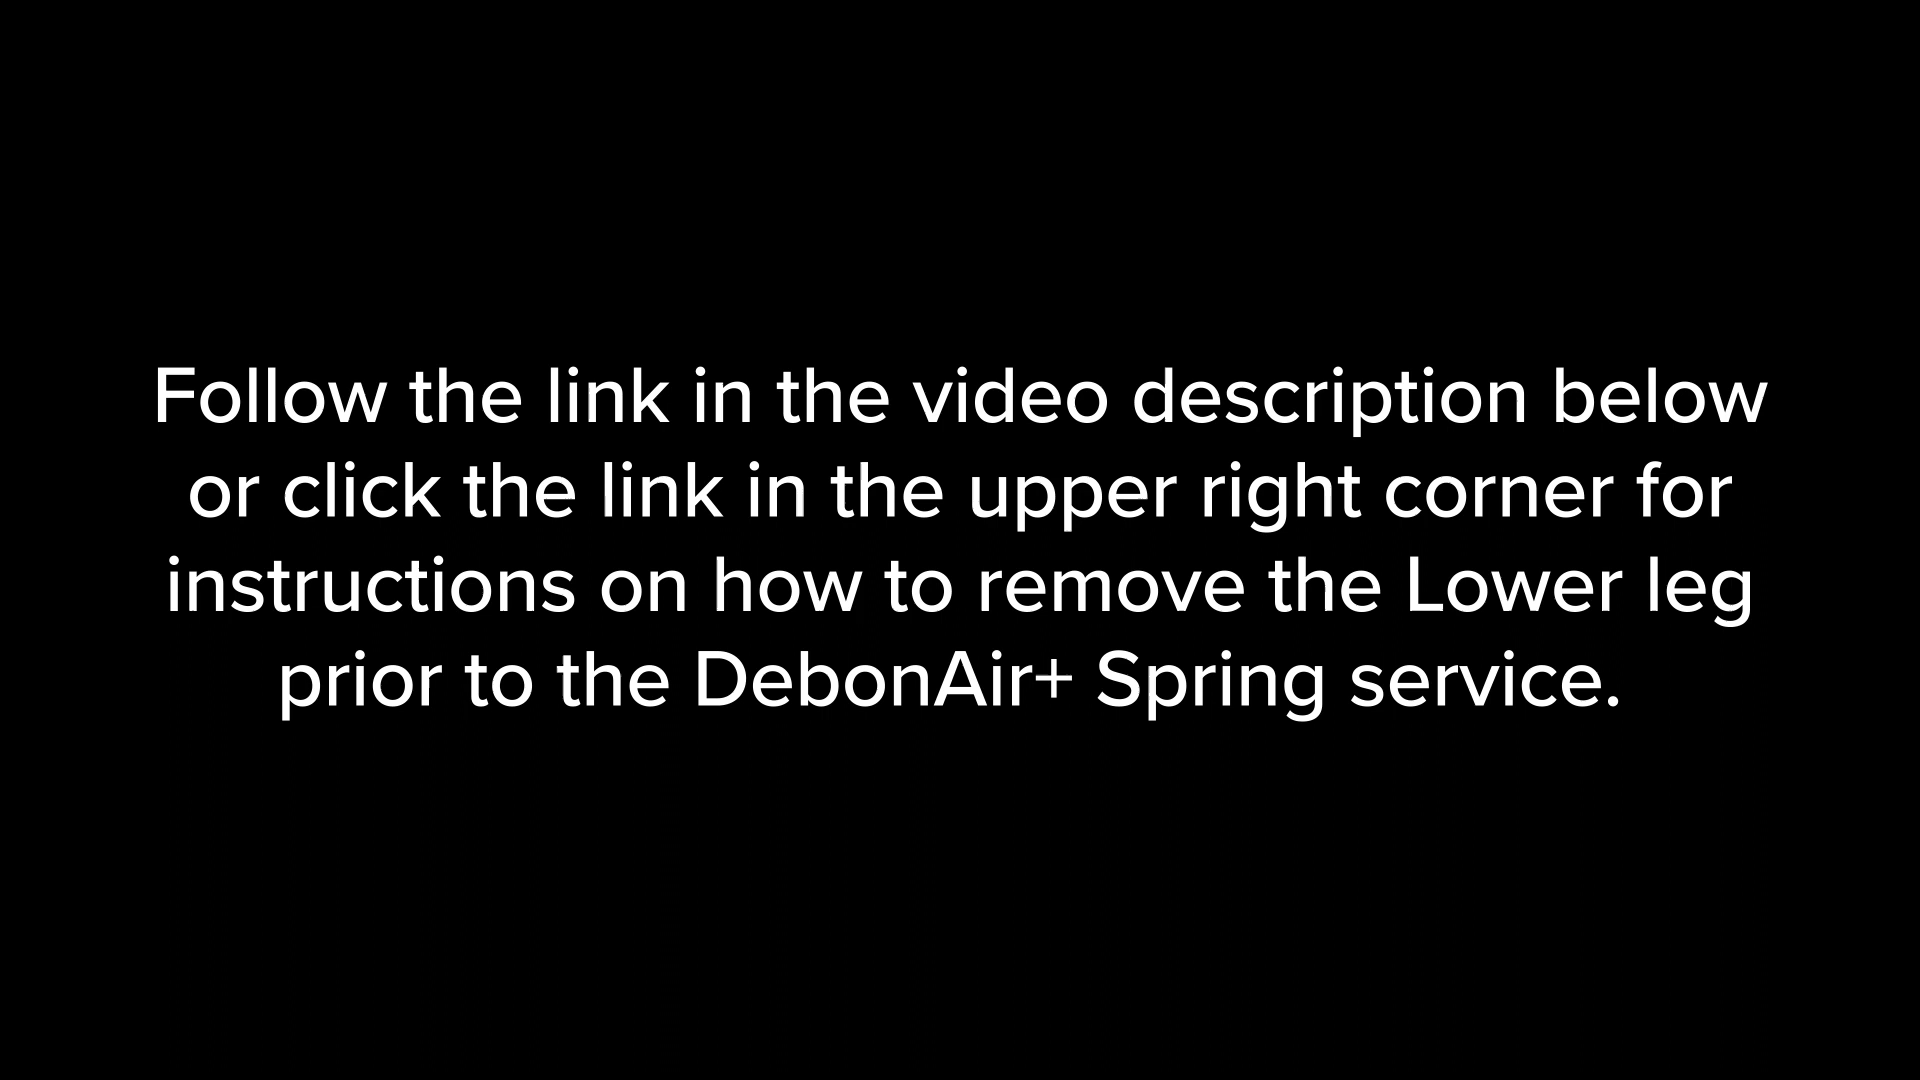 Follow the link in the video description below
or click the link in the upper right corner for
instructions on how to remove the Lower leg
prior to the DebonAir+ Spring service.